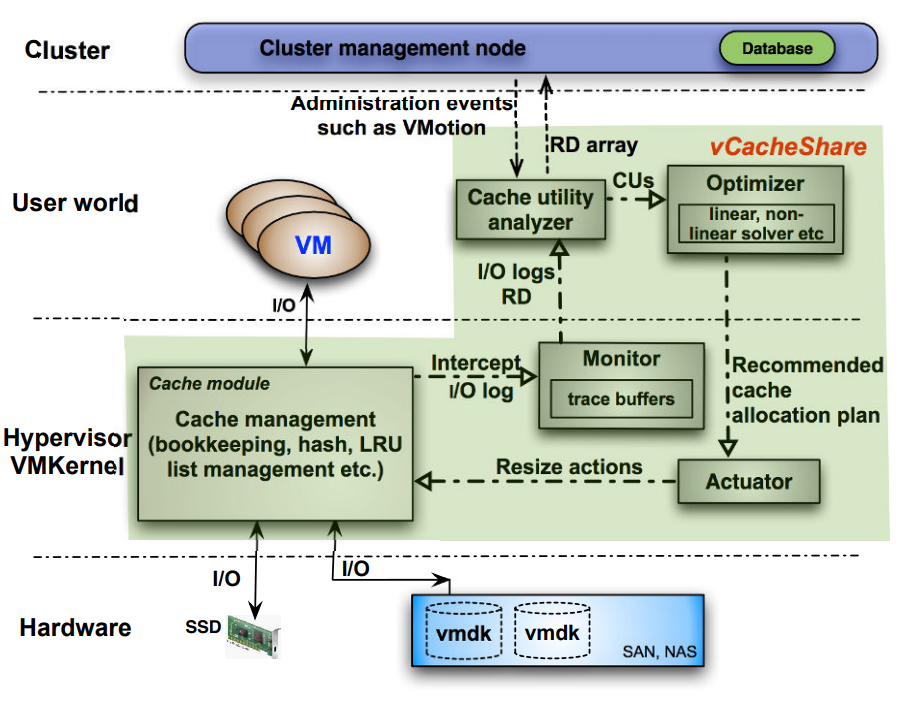 Cluster
Cluster management node
Database
Administration events
such as VMotion
RD array
vCacheShare
User world
VM
Cache utility
analyzer
CUs
Optimizer
linear, non-
linear solver etc
I/O logs
RD
I/O
Hypervisor
VMKernel
Cache module
Cache management
(bookkeeping, hash, LRU
list management etc.)
Intercept
I/O log
Monitor
trace buffers
Recommended
cache
allocation plan
Resize actions
Actuator
Hardware
I/O
I/O
SSD
vmdk
vmdk
SAN, NAS